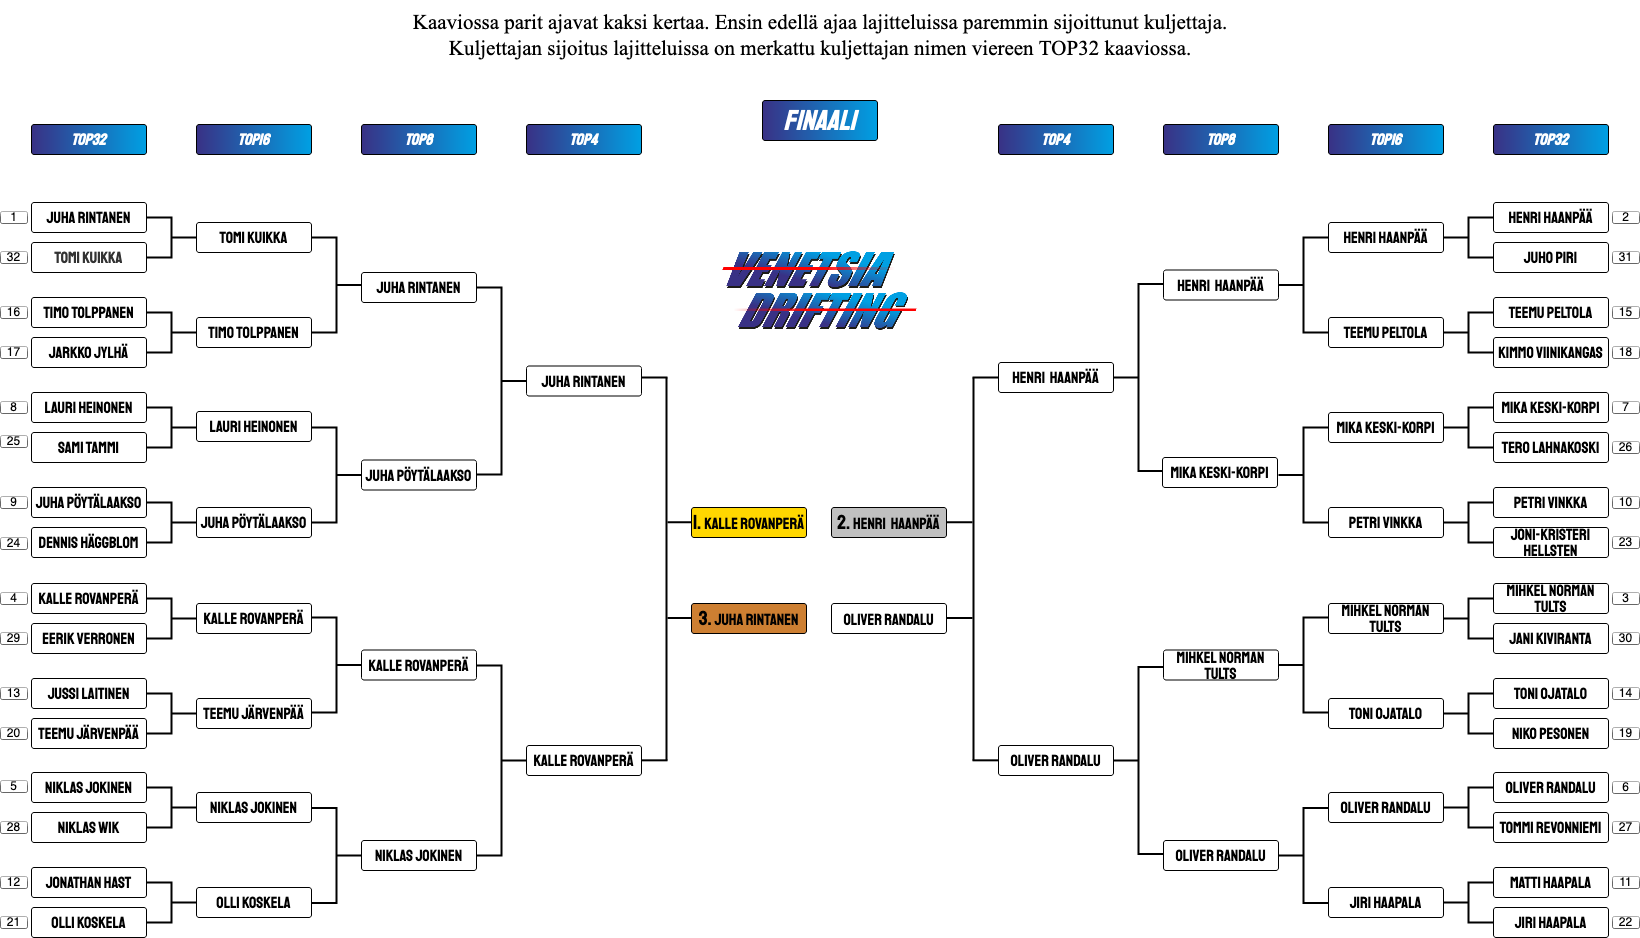 Kaaviossa parit ajavat kaksi kertaa. Ensin edellä ajaa lajitteluissa paremmin sijoittunut kuljettaja.
Kuljettajan sijoitus lajitteluissa on merkattu kuljettajan nimen viereen TOP32 kaaviossa.
FINAALI
TOP32
TOP16
TOP8
TOP4
TOP4
TOP8
TOP16
TOP32
VENETSIA
DRIFTING
1 JUHA RINTANEN
32 TOMI KUIKKA
16 TIMO TOLPPANEN
17 JARKKO JYLHÄ
8 LAURI HEINONEN
25 SAMI TAMMI
9 JUHA PÖYTÄLAAKSO
24 DENNIS HÄGGBLOM
4 KALLE ROVANPERÄ
29 EERIK VERRONEN
13 JUSSI LAITINEN
20 TEEMU JÄRVENPÄÄ
5 NIKLAS JOKINEN
28 NIKLAS WIK
12 JONATHAN HAST
21 OLLI KOSKELA
TOMI KUIKKA
TIMO TOLPPANEN
LAURI HEINONEN
JUHA PÖYTÄLAAKSO
KALLE ROVANPERÄ
TEEMU JÄRVENPÄÄ
NIKLAS JOKINEN
OLLI KOSKELA
JUHA RINTANEN
JUHA PÖYTÄLAAKSO
KALLE ROVANPERÄ
NIKLAS JOKINEN
JUHA RINTANEN
KALLE ROVANPERÄ
1. KALLE ROVANPERÄ
2. HENRI HAANPÄÄ
3. JUHA RINTANEN
OLIVER RANDALU
HENRI HAANPÄÄ
OLIVER RANDALU
HENRI HAANPÄÄ
MIKA KESKI-KORPI
MIHKEL NORMAN
TULTS
OLIVER RANDALU
HENRI HAANPÄÄ
TEEMU PELTOLA
MIKA KESKI-KORPI
PETRI VINKKA
MIHKEL NORMAN
TULTS
TONI OJATALO
OLIVER RANDALU
JIRI HAAPALA
HENRI HAANPÄÄ 2
JUHO PIRI 31
TEEMU PELTOLA 15
KIMMO VIINIKANGAS 18
MIKA KESKI-KORPI 7
TERO LAHNAKOSKI 26
PETRI VINKKA 10
JONI-KRISTERI
HELLSTEN 23
MIHKEL NORMAN
TULTS 3
JANI KIVIRANTA 30
TONI OJATALO 14
NIKO PESONEN 19
OLIVER RANDALU 6
TOMMI REVONNIEMI 27
MATTI HAAPALA 11
JIRI HAAPALA 22